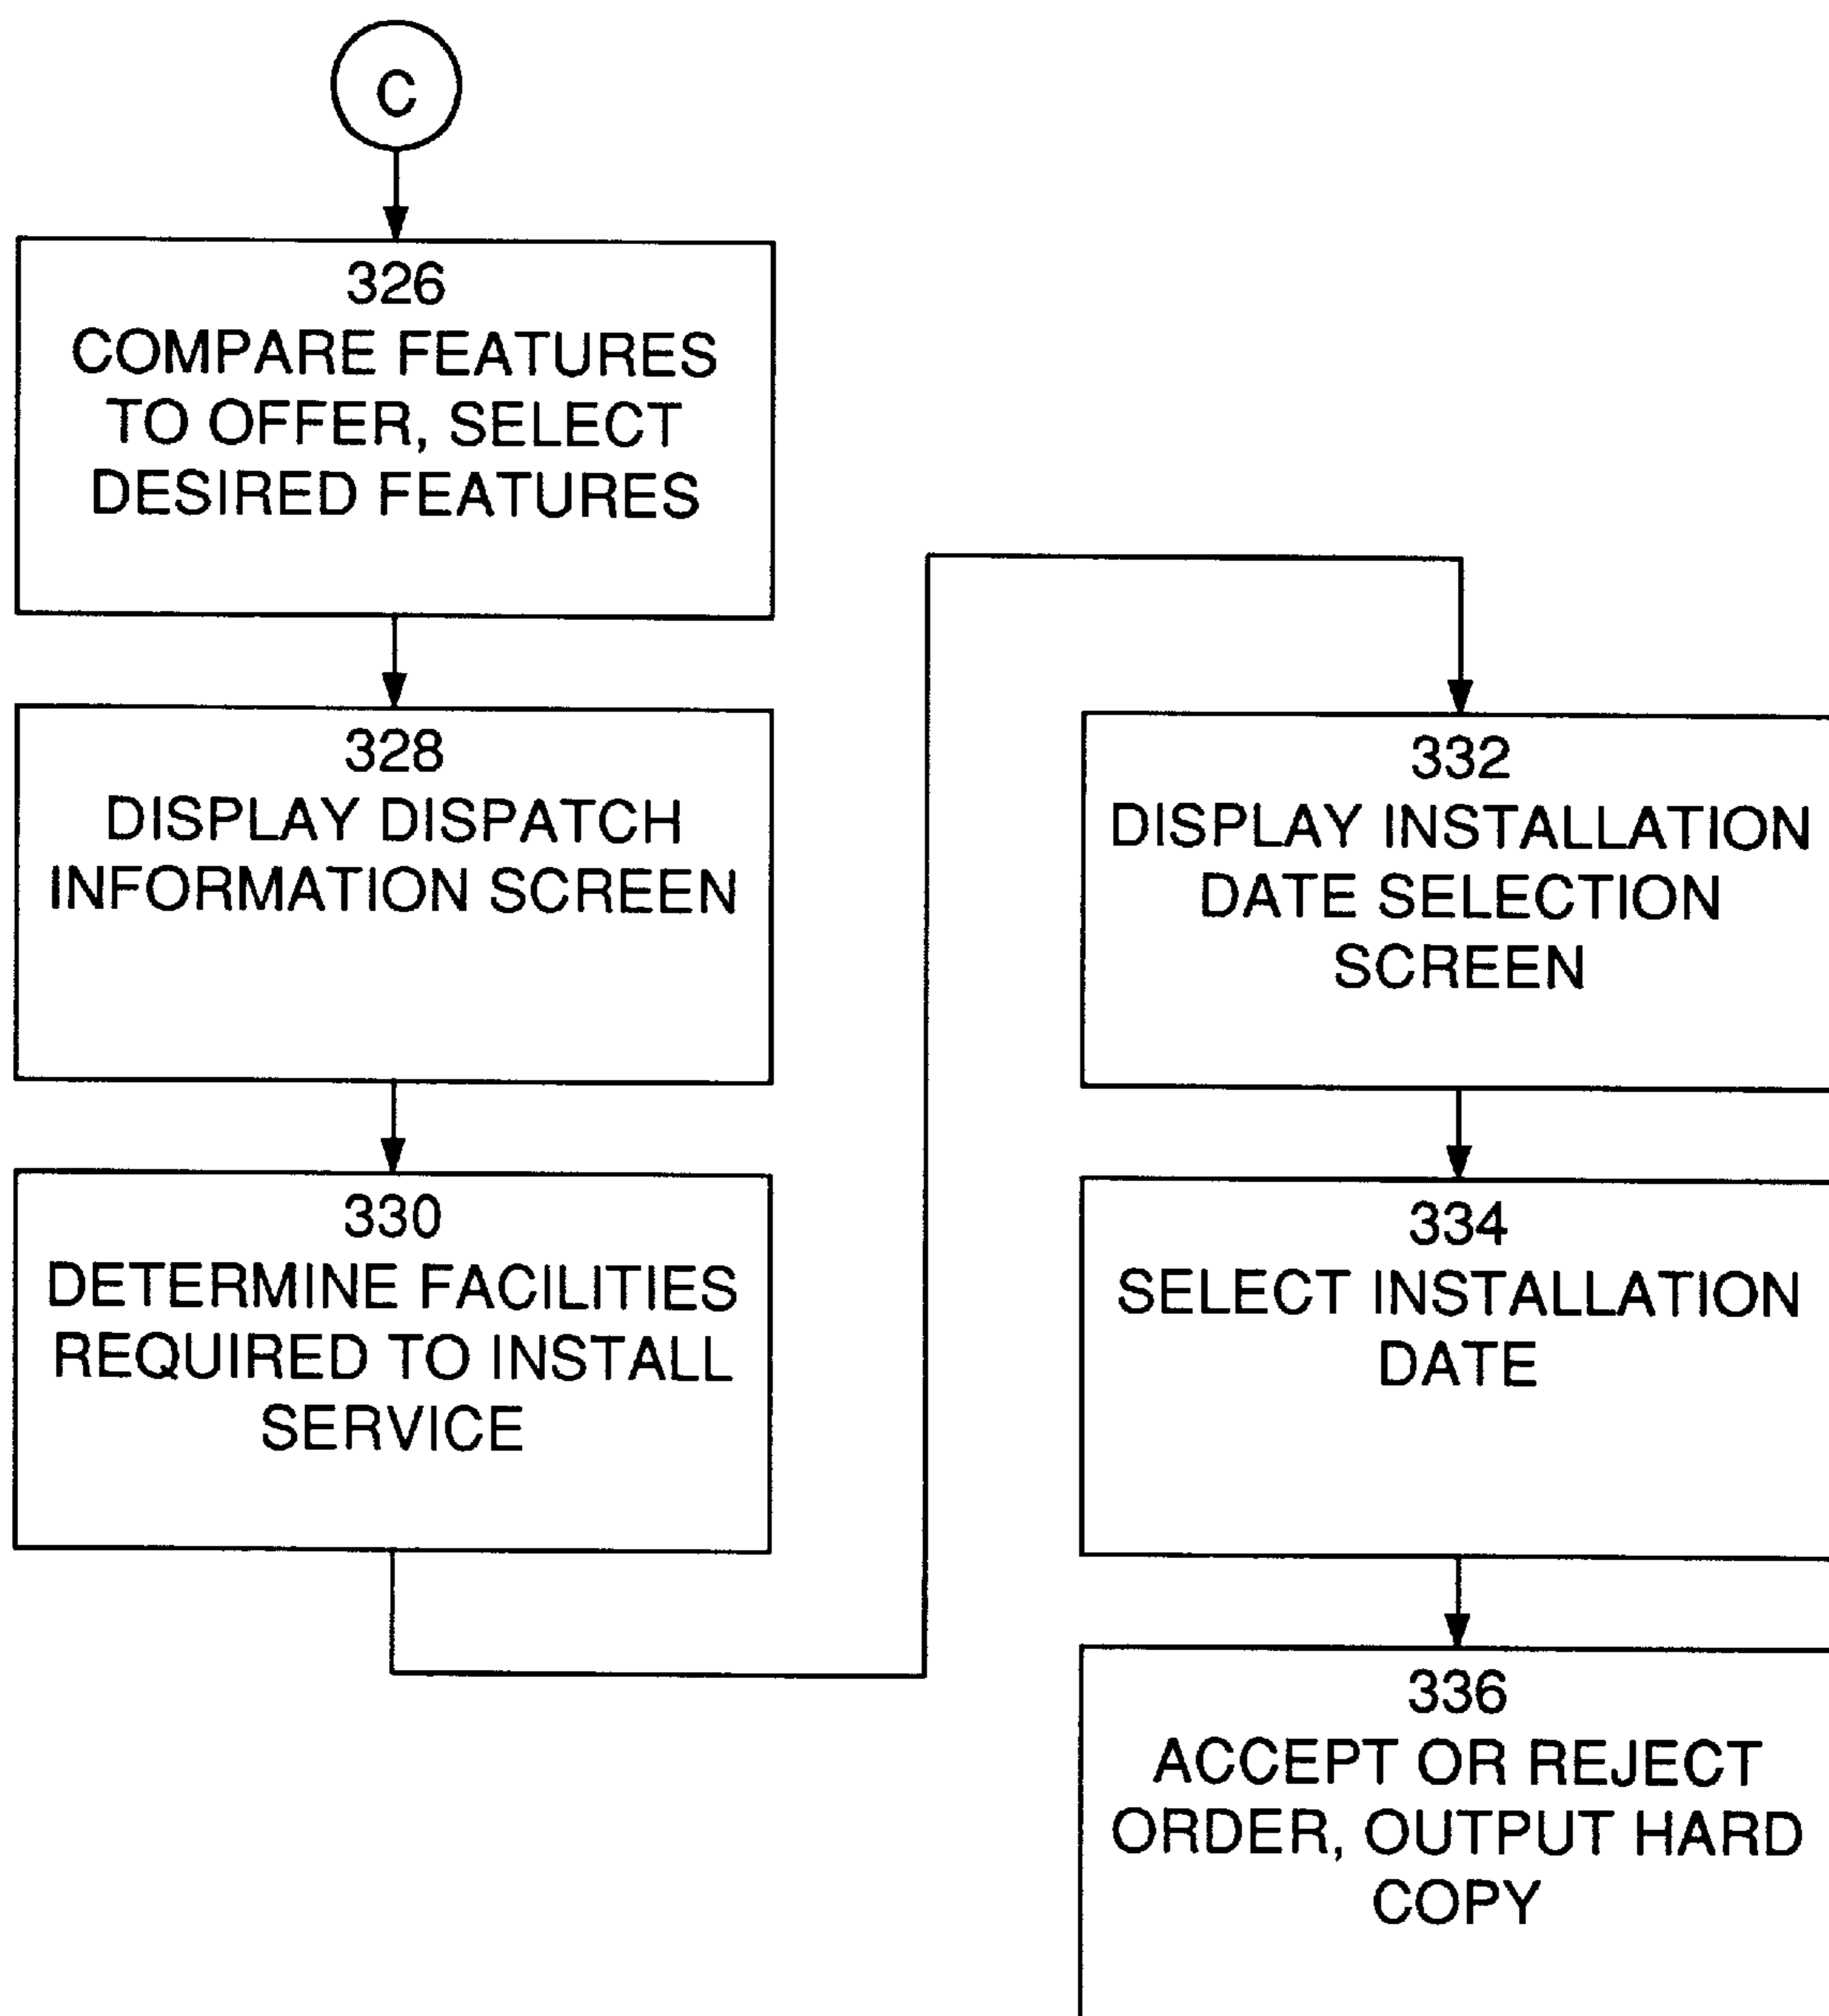 C
326
COMPARE FEATURES
TO OFFER, SELECT
DESIRED FEATURES
328
DISPLAY DISPATCH
INFORMATION SCREEN
330
DETERMINE FACILITIES
REQUIRED TO INSTALL
SERVICE
332
DISPLAY INSTALLATION
DATE SELECTION
SCREEN
334
SELECT INSTALLATION
DATE
336
ACCEPT OR REJECT
ORDER, OUTPUT HARD
COPY